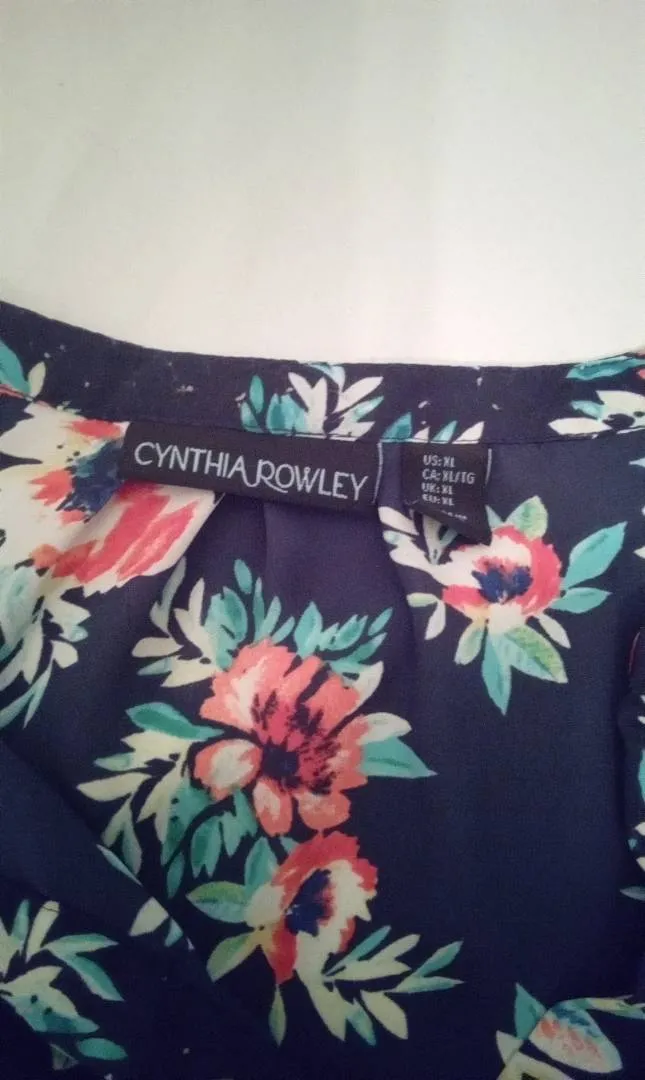 CYNTHIA ROWLEY
US: XL
CA: XL/TG
UK: XL
EU: XL